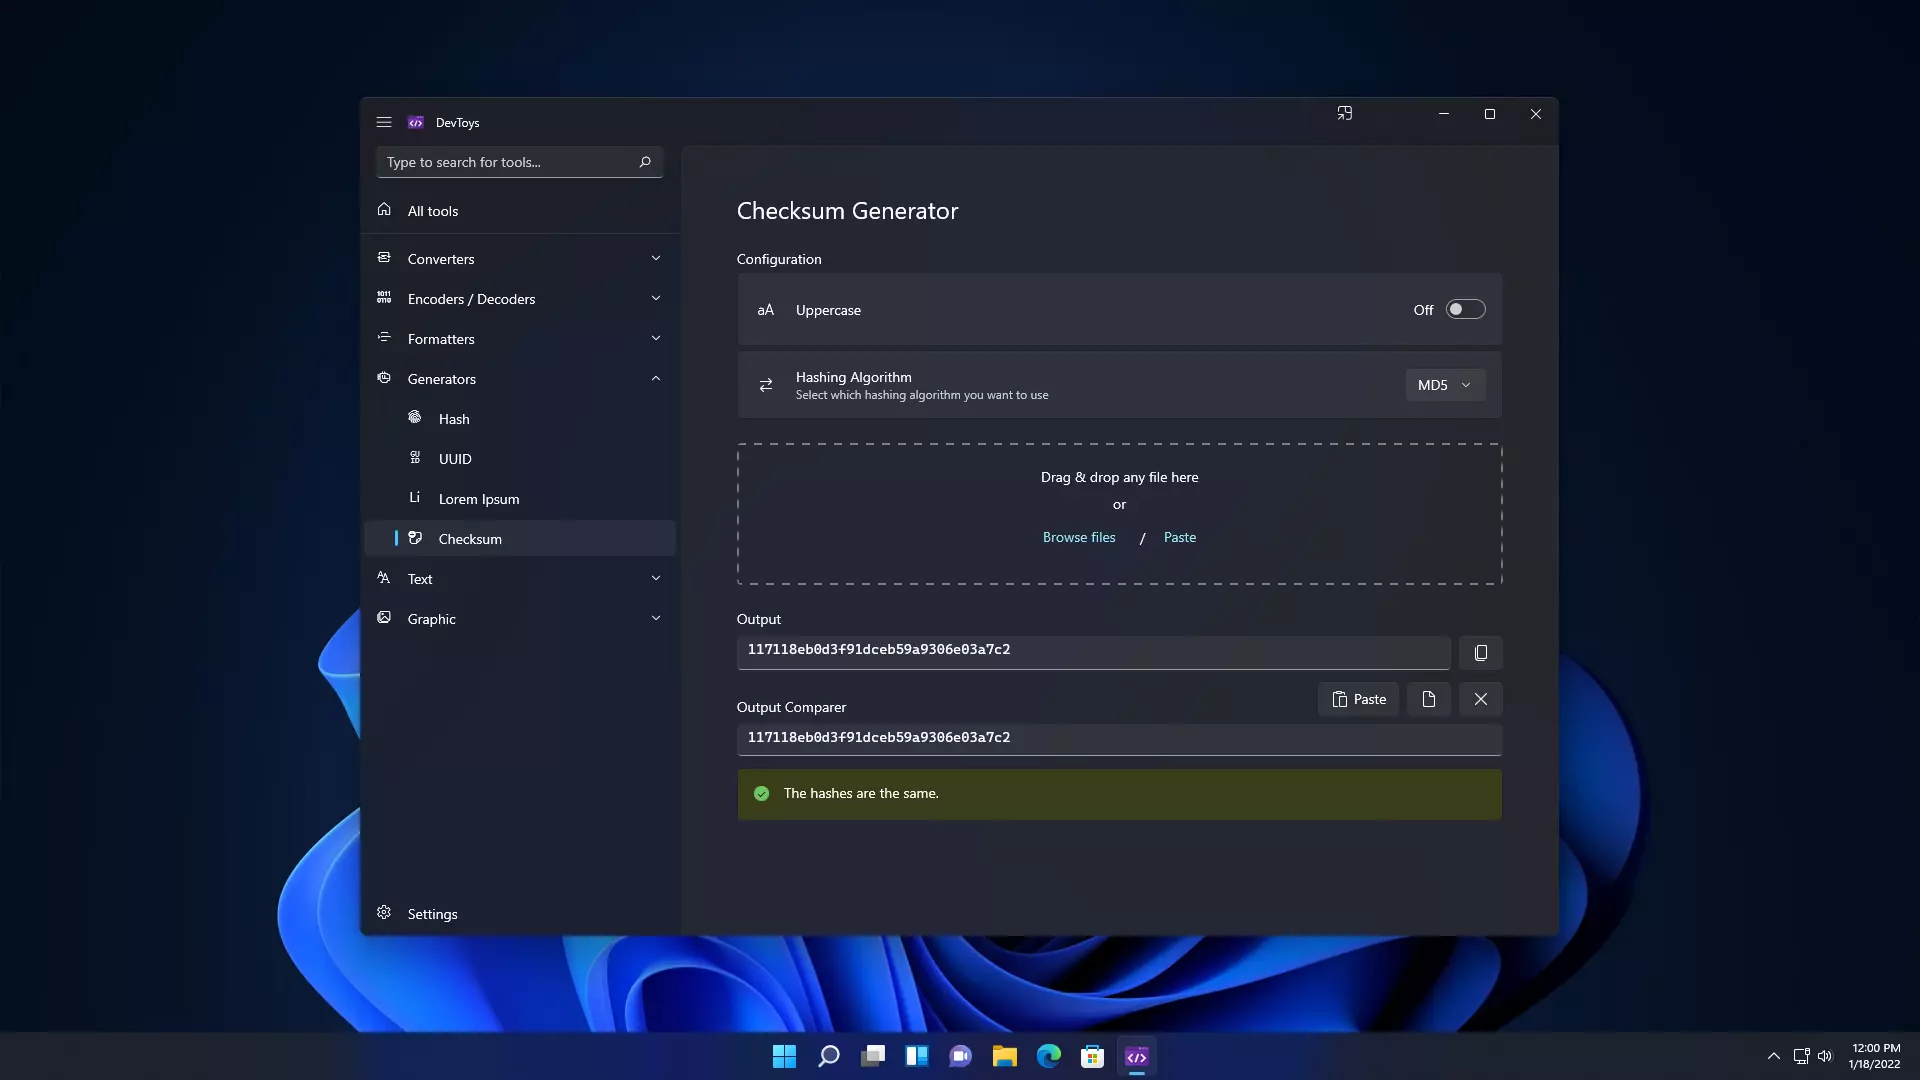 DevToys
Type to search for tools...
All tools
Converters
Encoders / Decoders
Formatters
Generators
Hash
UUID
Lorem Ipsum
Checksum
Text
Graphic
Settings
Checksum Generator
Configuration
aA Uppercase Off
Hashing Algorithm
Select which hashing algorithm you want to use
MD5
Drag & drop any file here
or
Browse files / Paste
Output
117118eb0d3f91dceb59a9306e03a7c2
Output Comparer
Paste
117118eb0d3f91dceb59a9306e03a7c2
The hashes are the same.
12:00 PM
1/18/2022